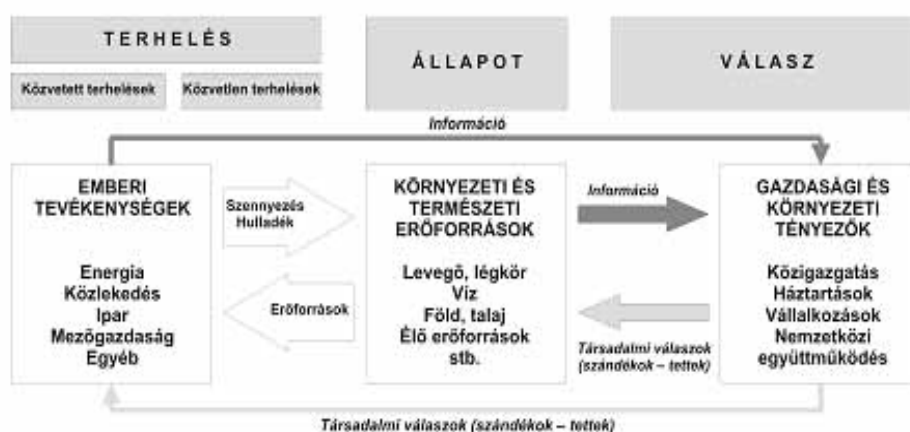 TERHELÉS
Közvetett terhelések
Közvetlen terhelések
ÁLLAPOT
VÁLASZ
Információ
EMBERI
TEVÉKENYSÉGEK
Energia
Közlekedés
Ipar
Mezőgazdaság
Egyéb
Szennyezés
Hulladék
Erőforrások
KÖRNYEZETI ÉS
TERMÉSZETI
ERŐFORRÁSOK
Levegő, légkör
Víz
Föld, talaj
Élő erőforrások
stb.
Információ
Társadalmi válaszok
(szándékok – tettek)
GAZDASÁGI ÉS
KÖRNYEZETI
TÉNYEZŐK
Közigazgatás
Háztartások
Vállalkozások
Nemzetközi
együttműködés
Társadalmi válaszok (szándékok – tettek)